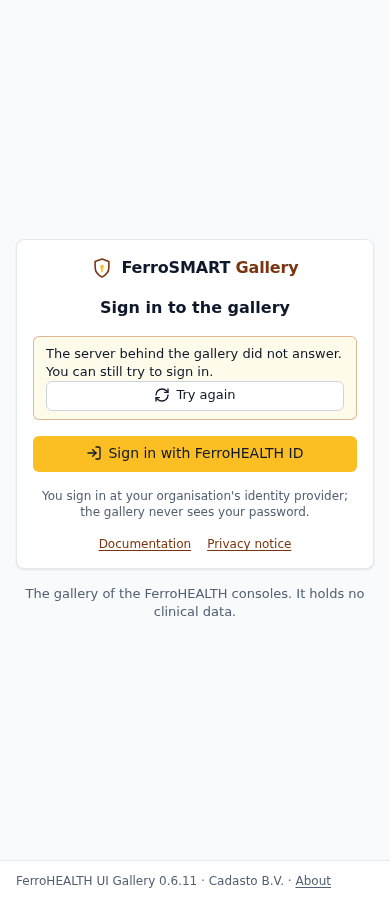 FerroSMART Gallery
Sign in to the gallery
The server behind the gallery did not answer.
You can still try to sign in.
Try again
Sign in with FerroHEALTH ID
You sign in at your organisation's identity provider;
the gallery never sees your password.
Documentation Privacy notice
The gallery of the FerroHEALTH consoles. It holds no
clinical data.
FerroHEALTH UI Gallery 0.6.11 · Cadasto B.V. · About